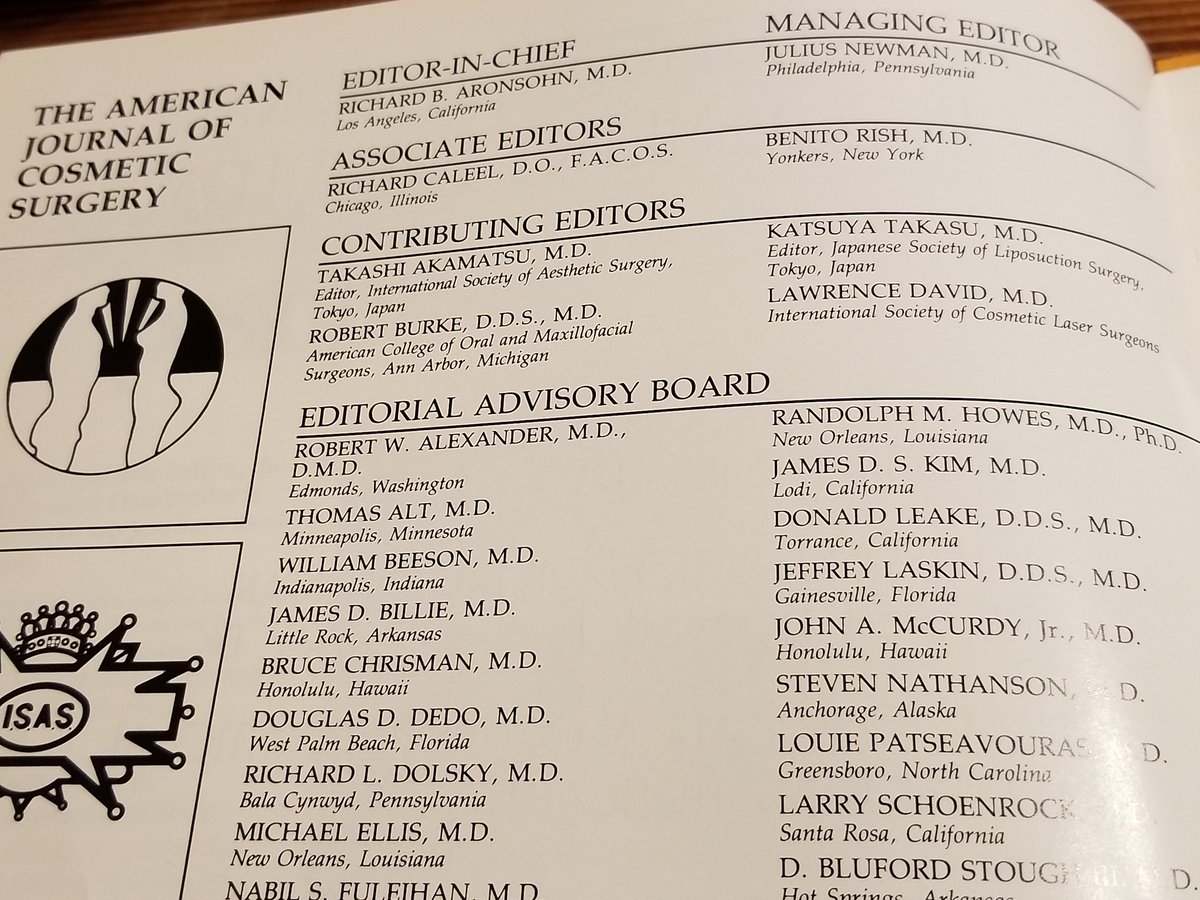 THE AMERICAN
JOURNAL OF
COSMETIC
SURGERY
I.S.A.S
EDITOR-IN-CHIEF
RICHARD B. ARONSOHN, M.D.
Los Angeles, California
MANAGING EDITOR
JULIUS NEWMAN, M.D.
Philadelphia, Pennsylvania
ASSOCIATE EDITORS
RICHARD CALEEL, D.O., F.A.C.O.S.
Chicago, Illinois
BENITO RISH, M.D.
Yonkers, New York
CONTRIBUTING EDITORS
TAKASHI AKAMATSU, M.D.
Editor, International Society of Aesthetic Surgery,
Tokyo, Japan
ROBERT BURKE, D.D.S., M.D.
American College of Oral and Maxillofacial
Surgeons, Ann Arbor, Michigan
KATSUYA TAKASU, M.D.
Editor, Japanese Society of Liposuction Surgery,
Tokyo, Japan
LAWRENCE DAVID, M.D.
International Society of Cosmetic Laser Surgeons
EDITORIAL ADVISORY BOARD
ROBERT W. ALEXANDER, M.D.,
D.M.D.
Edmonds, Washington
THOMAS ALT, M.D.
Minneapolis, Minnesota
WILLIAM BEESON, M.D.
Indianapolis, Indiana
JAMES D. BILLIE, M.D.
Little Rock, Arkansas
BRUCE CHRISMAN, M.D.
Honolulu, Hawaii
DOUGLAS D. DEDO, M.D.
West Palm Beach, Florida
RICHARD L. DOLSKY, M.D.
Bala Cynwyd, Pennsylvania
MICHAEL ELLIS, M.D.
New Orleans, Louisiana
NABIL S. FULEIHAN, M.D.
RANDOLPH M. HOWES, M.D., Ph.D.
New Orleans, Louisiana
JAMES D. S. KIM, M.D.
Lodi, California
DONALD LEAKE, D.D.S., M.D.
Torrance, California
JEFFREY LASKIN, D.D.S., M.D.
Gainesville, Florida
JOHN A. McCURDY, Jr., M.D.
Honolulu, Hawaii
STEVEN NATHANSON, D.
Anchorage, Alaska
LOUIE PATSEAVOURAS D.
Greensboro, North Carolina
LARRY SCHOENROCK
Santa Rosa, California
D. BLUFORD
Hot Springs, Arkansas